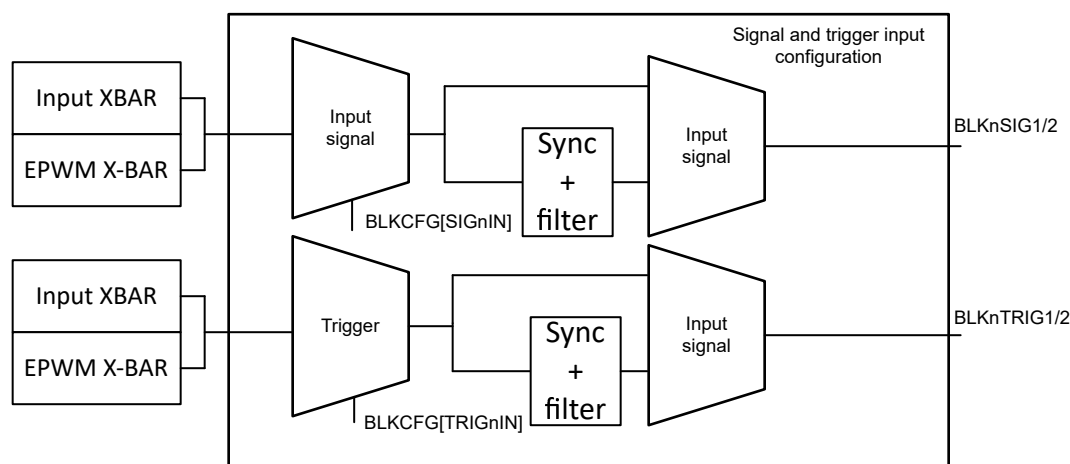 Signal and trigger input
configuration
Input XBAR
EPWM X-BAR
Input
signal
BLKCFG[SIGnIN]
Sync
+
filter
Input
signal
BLKnSIG1/2
Input XBAR
EPWM X-BAR
Trigger
BLKCFG[TRIGnIN]
Sync
+
filter
Input
signal
BLKnTRIG1/2